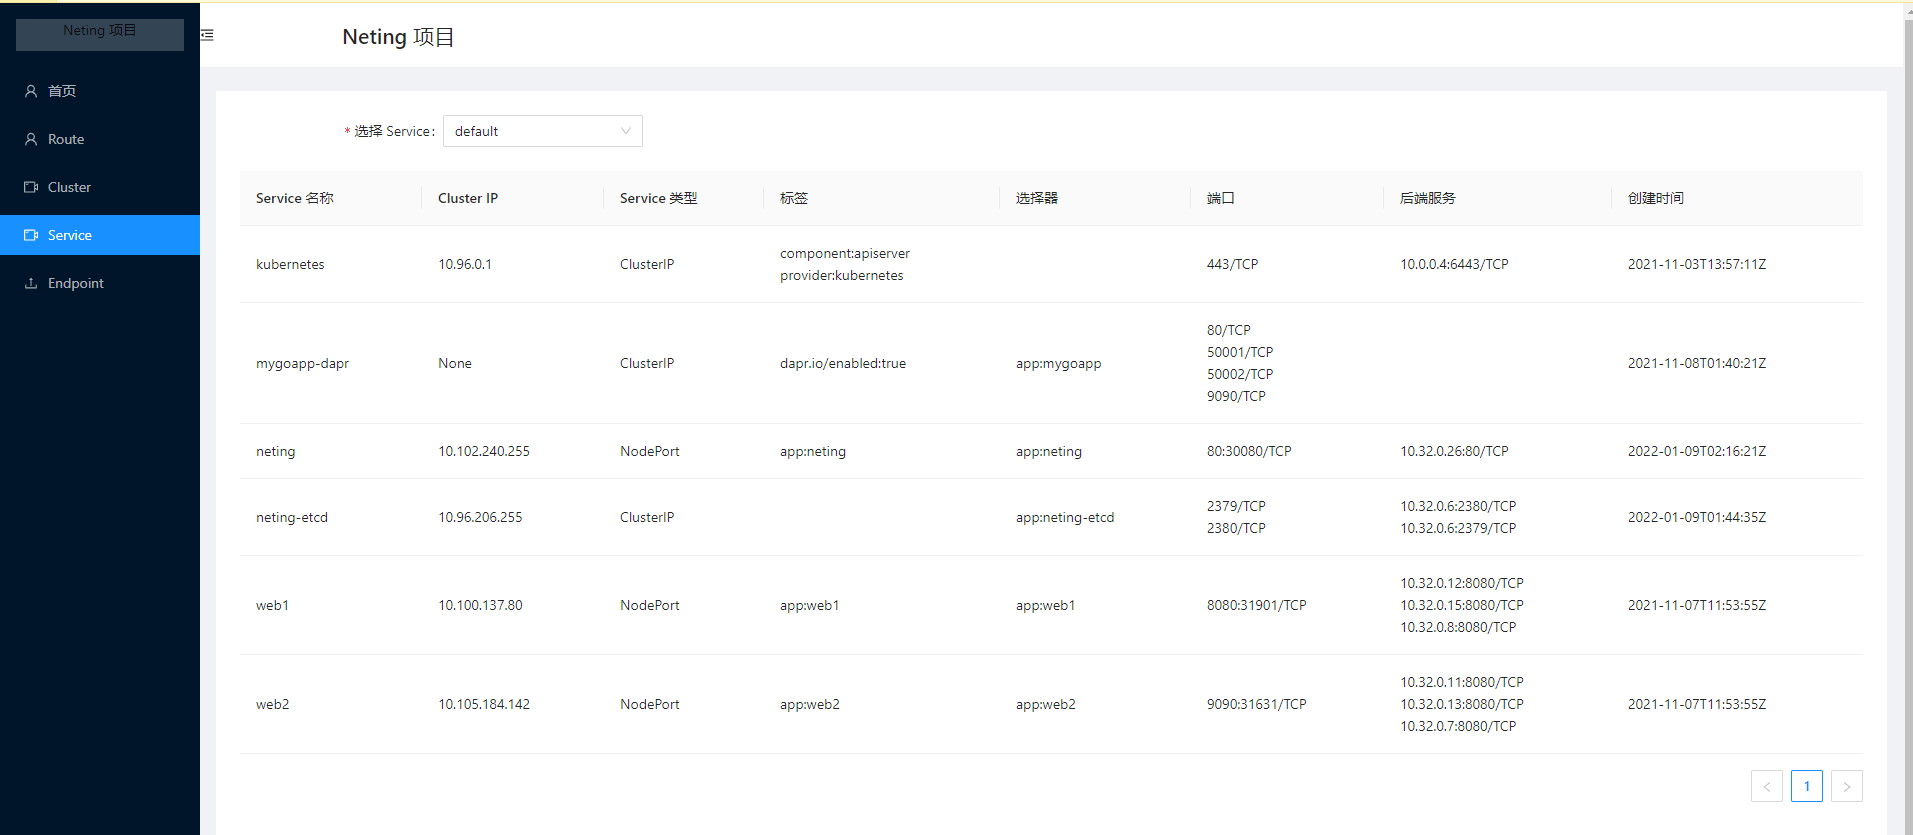 Neting 项目
Neting 项目
首页
Route
Cluster
Service
Endpoint
* 选择 Service: default
Service 名称 Cluster IP Service 类型 标签 选择器 端口 后端服务 创建时间
kubernetes 10.96.0.1 ClusterIP component:apiserver provider:kubernetes 443/TCP 10.0.0.4:6443/TCP 2021-11-03T13:57:11Z
mygoapp-dapr None ClusterIP dapr.io/enabled:true app:mygoapp 80/TCP 50001/TCP 50002/TCP 9090/TCP 2021-11-08T01:40:21Z
neting 10.102.240.255 NodePort app:neting app:neting 80:30080/TCP 10.32.0.26:80/TCP 2022-01-09T02:16:21Z
neting-etcd 10.96.206.255 ClusterIP app:neting-etcd 2379/TCP 2380/TCP 10.32.0.6:2380/TCP 10.32.0.6:2379/TCP 2022-01-09T01:44:35Z
web1 10.100.137.80 NodePort app:web1 app:web1 8080:31901/TCP 10.32.0.12:8080/TCP 10.32.0.15:8080/TCP 10.32.0.8:8080/TCP 2021-11-07T11:53:55Z
web2 10.105.184.142 NodePort app:web2 app:web2 9090:31631/TCP 10.32.0.11:8080/TCP 10.32.0.13:8080/TCP 10.32.0.7:8080/TCP 2021-11-07T11:53:55Z
< 1 >